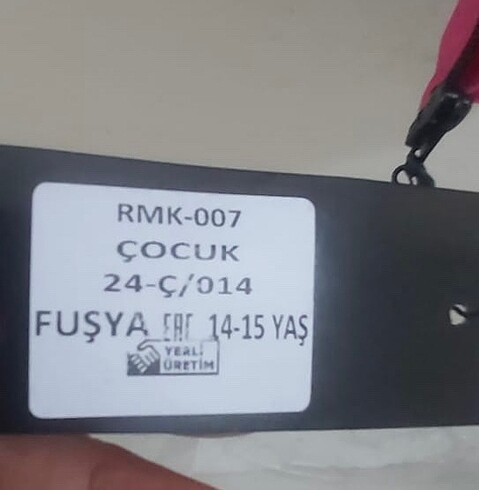 RMK-007
ÇOCUK
24-Ç/014
FUŞYA EAC 14-15 YAŞ
YERLİ
ÜRETİM